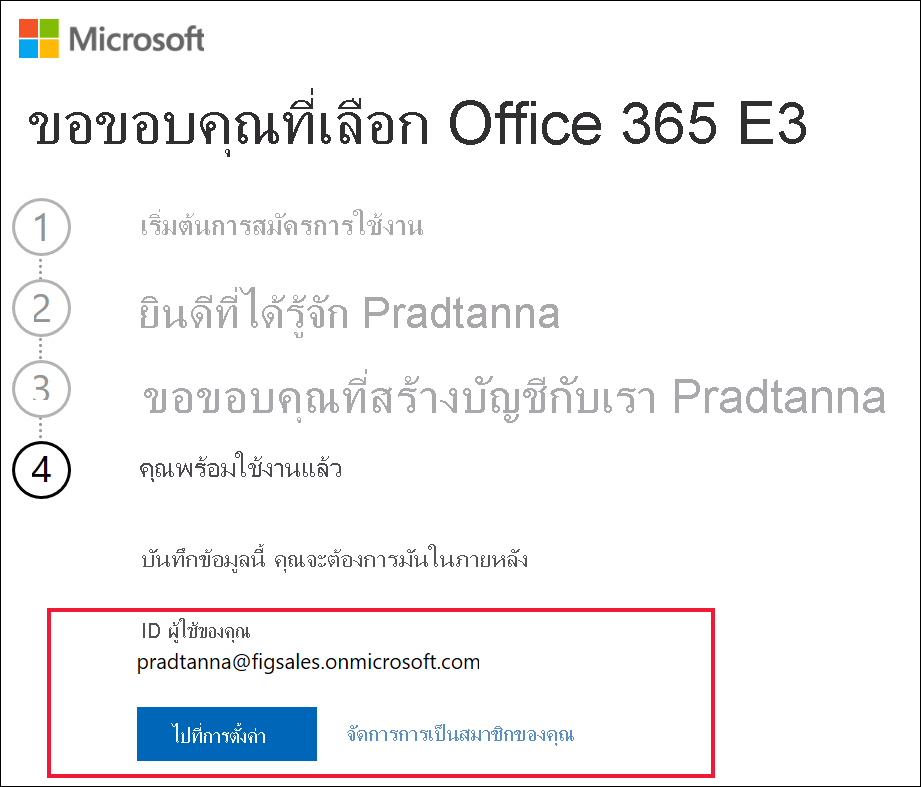 Microsoft
ขอขอบคุณที่เลือก Office 365 E3
1 เริ่มต้นการสมัครการใช้งาน
2 ยินดีที่ได้รู้จัก Pradtanna
3 ขอขอบคุณที่สร้างบัญชีกับเรา Pradtanna
4 คุณพร้อมใช้งานแล้ว
บันทึกข้อมูลนี้ คุณจะต้องการมันในภายหลัง
ID ผู้ใช้ของคุณ
pradtanna@figsales.onmicrosoft.com
ไปที่การตั้งค่า จัดการการเป็นสมาชิกของคุณ